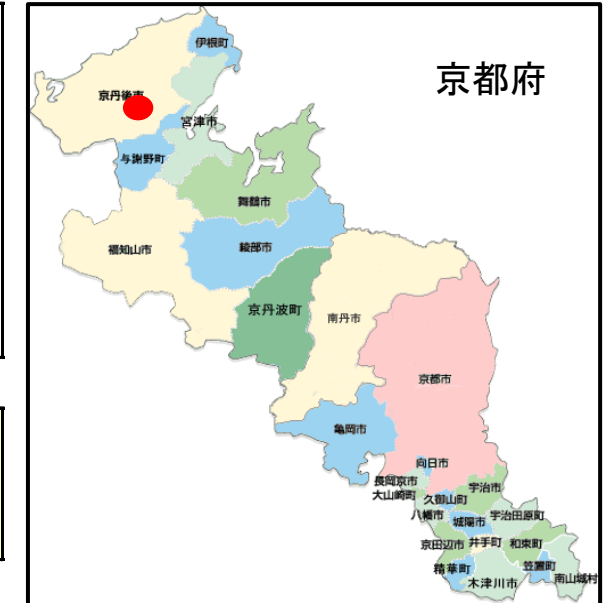 京都府
伊根町
京丹後市
宮津市
与謝野町
舞鶴市
福知山市
綾部市
京丹波町
南丹市
京都市
亀岡市
向日市
長岡京市
大山崎町
宇治市
久御山町
八幡市
宇治田原町
城陽市
京田辺市
井手町
和束町
精華町
笠置町
木津川市
南山城村